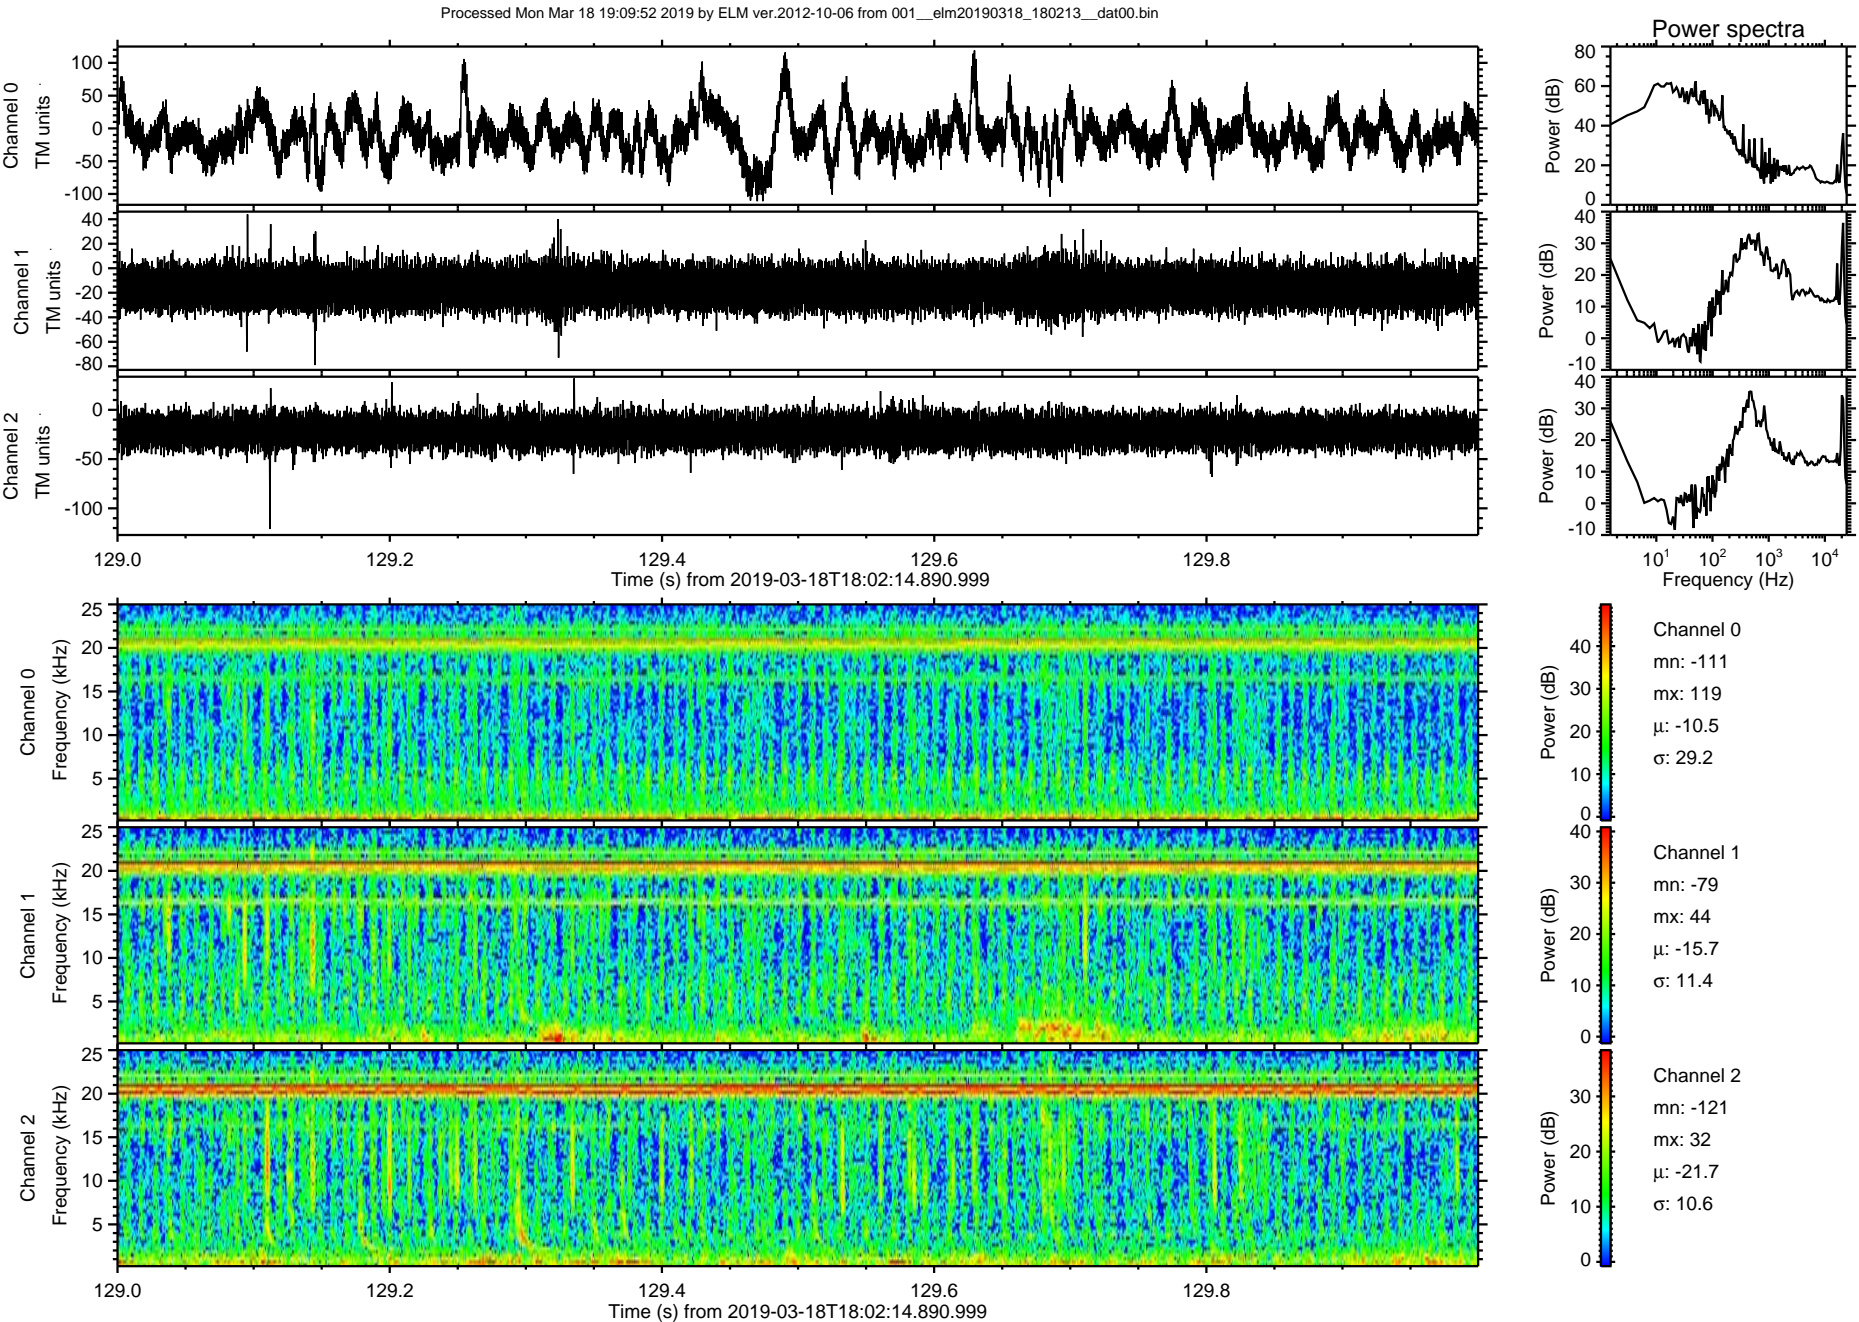 Processed Mon Mar 18 19:09:52 2019 by ELM ver.2012-10-06 from 001__elm20190318_180213__dat00.bin
Power spectra
Channel 0
TM units
100
50
0
-50
-100
Power (dB)
80
60
40
20
0
Channel 1
TM units
40
20
0
-20
-40
-60
-80
Power (dB)
40
30
20
10
0
-10
Channel 2
TM units
0
-50
-100
Power (dB)
40
30
20
10
0
-10
129.0 129.2 129.4 129.6 129.8
Time (s) from 2019-03-18T18:02:14.890.999
10¹ 10² 10³ 10⁴
Frequency (Hz)
Channel 0
Frequency (kHz)
25
20
15
10
5
Power (dB)
40
30
20
10
0
Channel 0
mn: -111
mx: 119
μ: -10.5
σ: 29.2
Channel 1
Frequency (kHz)
25
20
15
10
5
Power (dB)
40
30
20
10
0
Channel 1
mn: -79
mx: 44
μ: -15.7
σ: 11.4
Channel 2
Frequency (kHz)
25
20
15
10
5
Power (dB)
30
20
10
0
Channel 2
mn: -121
mx: 32
μ: -21.7
σ: 10.6
129.0 129.2 129.4 129.6 129.8
Time (s) from 2019-03-18T18:02:14.890.999